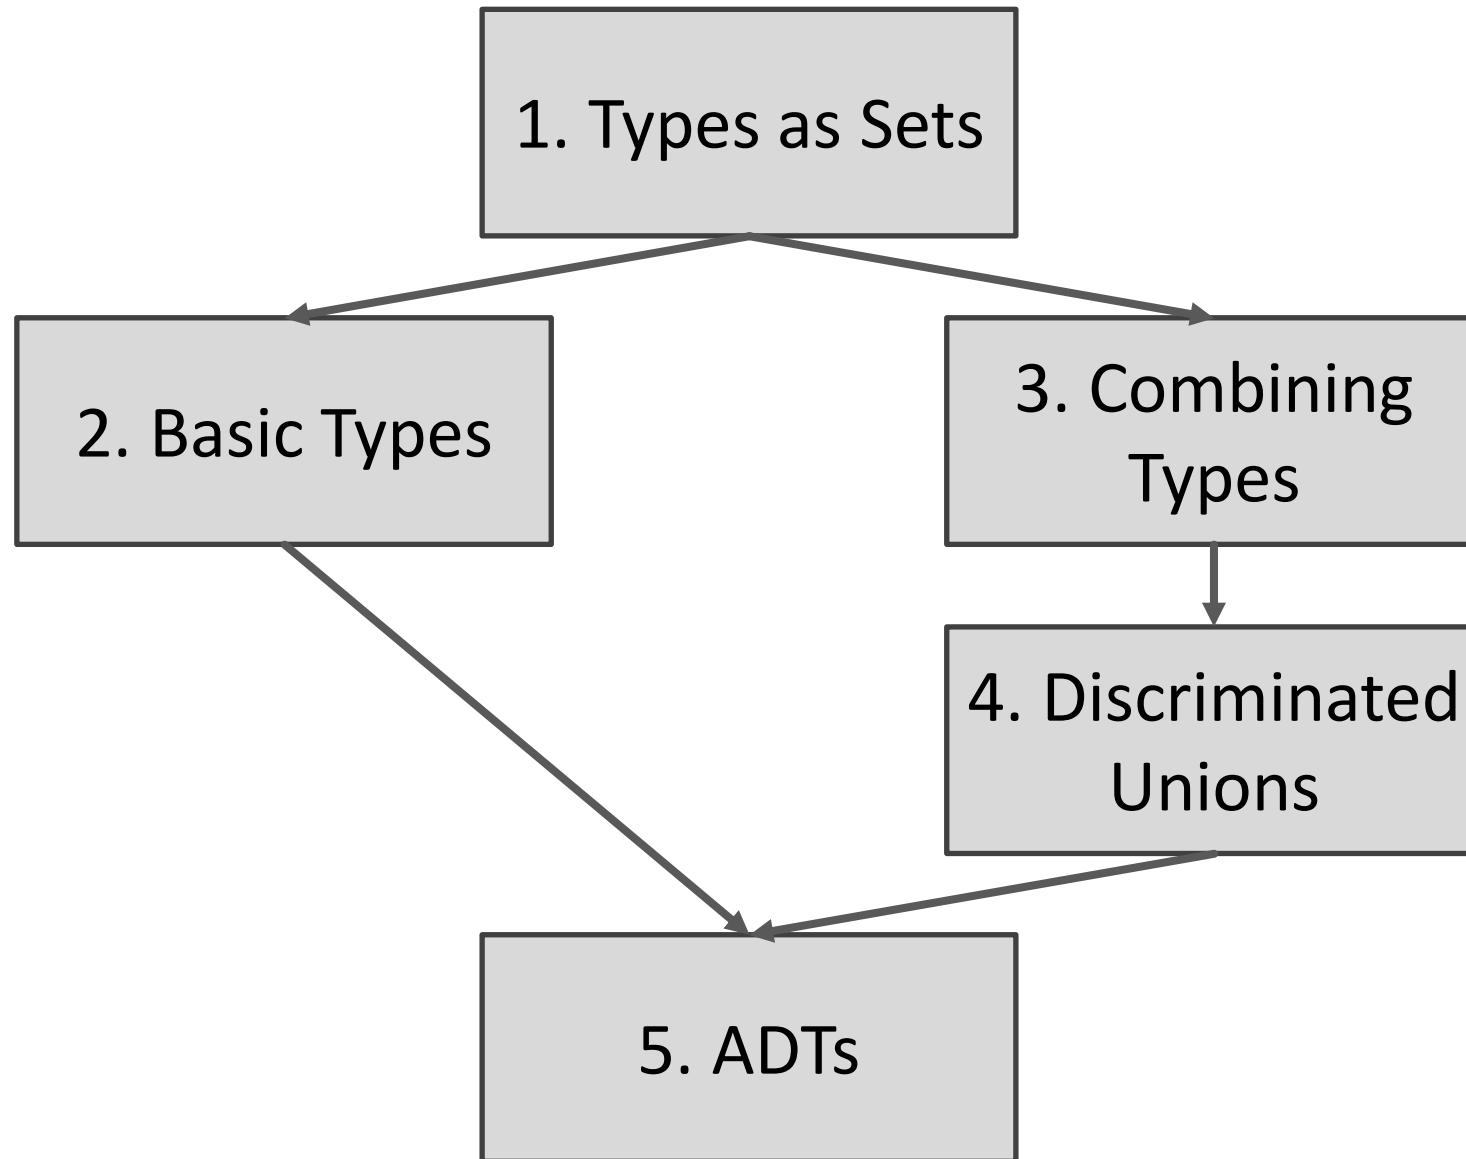 1. Types as Sets
2. Basic Types
3. Combining
Types
4. Discriminated
Unions
5. ADTs